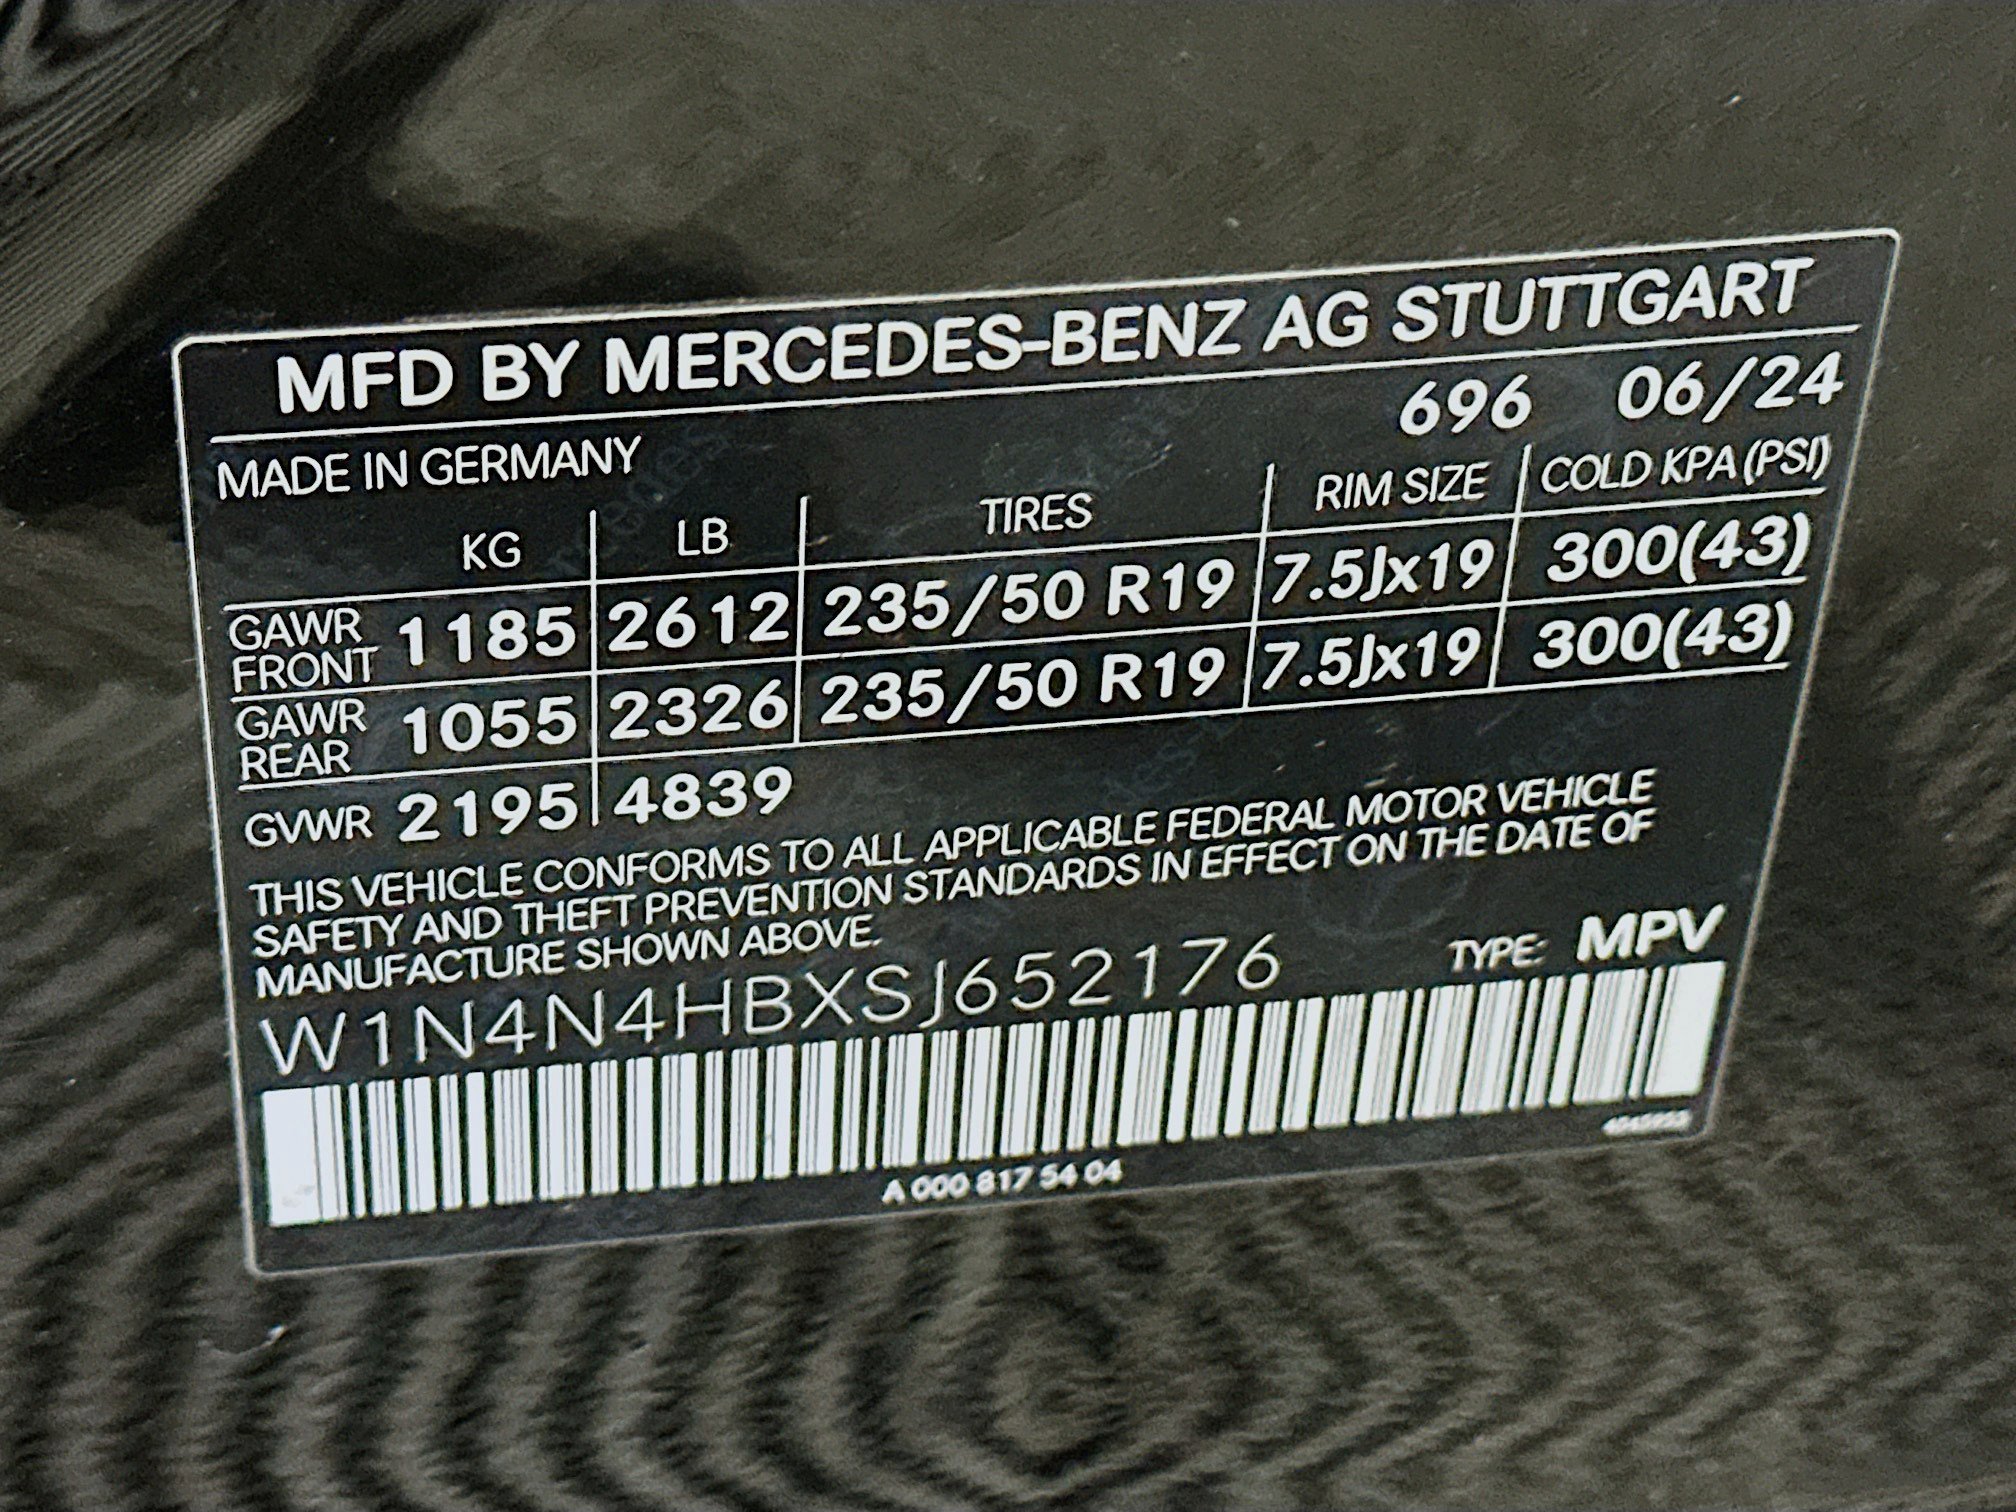 MFD BY MERCEDES-BENZ AG STUTTGART
696 06/24
MADE IN GERMANY
KG LB TIRES RIM SIZE COLD KPA (PSI)
GAWR FRONT 1185 2612 235/50 R19 7.5Jx19 300(43)
GAWR REAR 1055 2326 235/50 R19 7.5Jx19 300(43)
GVWR 2195 4839
THIS VEHICLE CONFORMS TO ALL APPLICABLE FEDERAL MOTOR VEHICLE
SAFETY AND THEFT PREVENTION STANDARDS IN EFFECT ON THE DATE OF
MANUFACTURE SHOWN ABOVE.
W1N4N4HBXSJ652176 TYPE: MPV
A 000 817 54 04